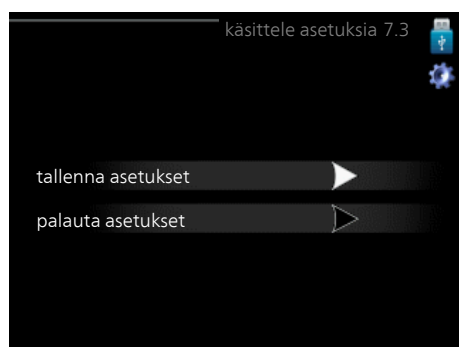 käsittele asetuksia 7.3
tallenna asetukset
palauta asetukset